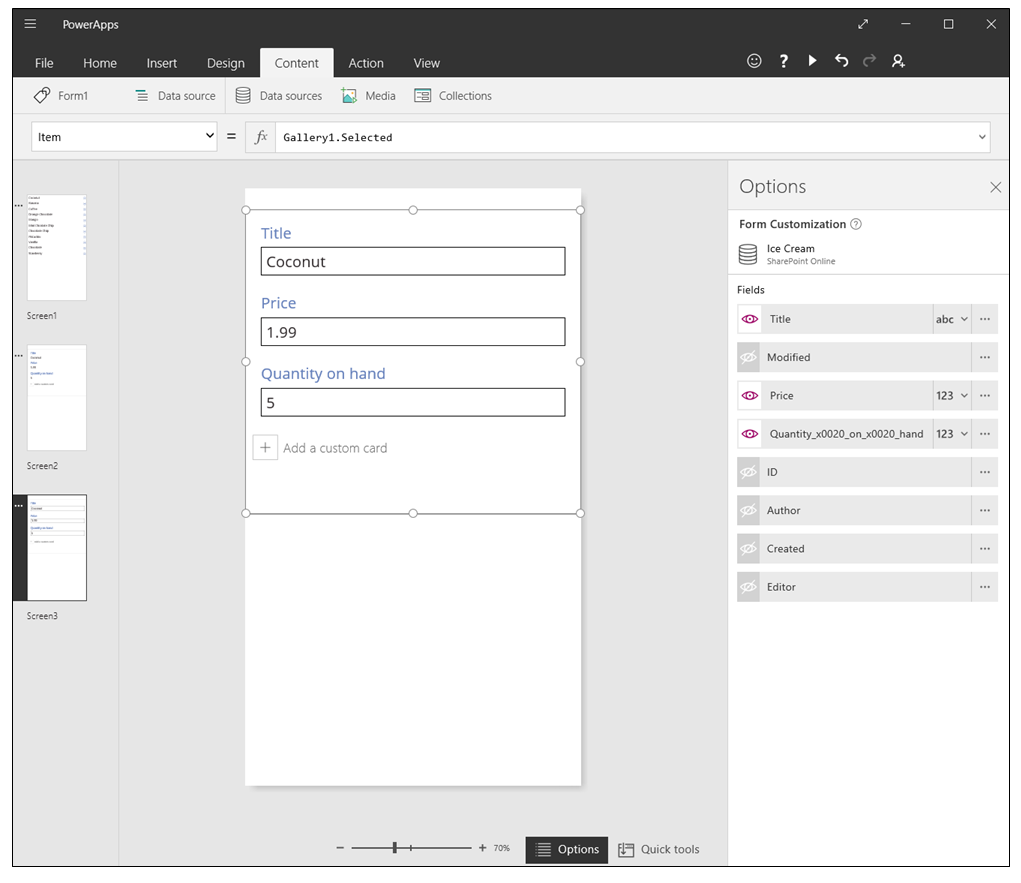 PowerApps
File Home Insert Design Content Action View
Form1 Data source Data sources Media Collections
Item = fx Gallery1.Selected
Screen1
Screen2
Screen3
Title
Coconut
Price
1.99
Quantity on hand
5
+ Add a custom card
70% Options Quick tools
Options
Form Customization ?
Ice Cream
SharePoint Online
Fields
Title abc ...
Modified ...
Price 123 ...
Quantity_x0020_on_x0020_hand 123 ...
ID ...
Author ...
Created ...
Editor ...